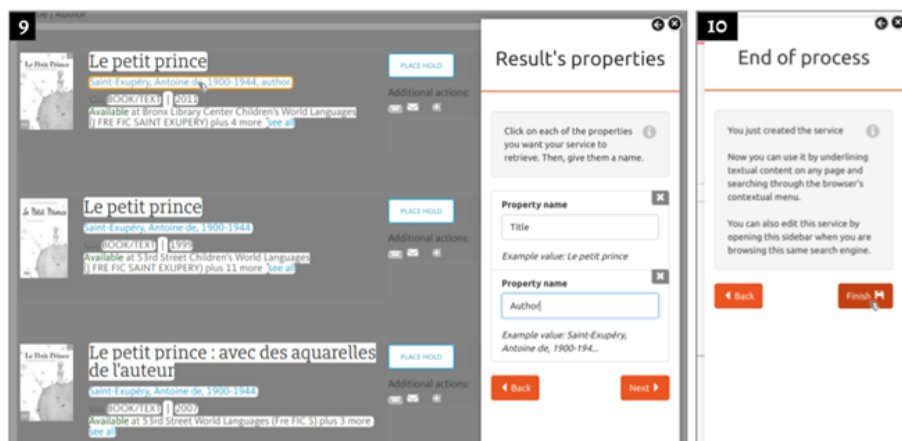 9
Author
Le petit prince
Saint-Exupéry, Antoine de, 1900-1944, author.
BOOK/TEXT | 2011
Available at Bronx Library Center Children's World Languages
(J FRE FIC SAINT EXUPERY) plus 4 more
See all
PLACE HOLD
Additional actions:
Le petit prince
Saint-Exupéry, Antoine de, 1900-1944.
BOOK/TEXT | 1999
Available at 53rd Street Children's World Languages
(J FRE FIC SAINT EXUPERY) plus 11 more
See all
PLACE HOLD
Additional actions:
Le petit prince : avec des aquarelles
de l'auteur
Saint-Exupéry, Antoine de, 1900-1944.
BOOK/TEXT | 2007
Available at 53rd Street World Languages (Fre FIC S) plus 3 more
see all
PLACE HOLD
Additional actions:
Result's properties
Click on each of the properties
you want your service to
retrieve. Then, give them a name.
Property name
Title
Example value: Le petit prince
Property name
Author
Example value: Saint-Exupéry,
Antoine de, 1900-194...
Back
Next
10
End of process
You just created the service
Now you can use it by underlining
textual content on any page and
searching through the browser's
contextual menu.
You can also edit this service by
opening this sidebar when you are
browsing this same search engine.
Back
Finish